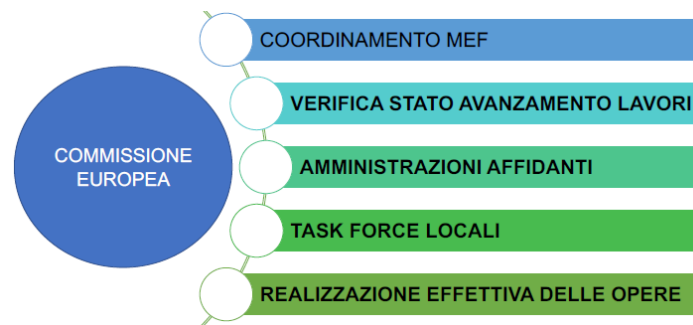 COORDINAMENTO MEF
VERIFICA STATO AVANZAMENTO LAVORI
COMMISSIONE
EUROPEA
AMMINISTRAZIONI AFFIDANTI
TASK FORCE LOCALI
REALIZZAZIONE EFFETTIVA DELLE OPERE